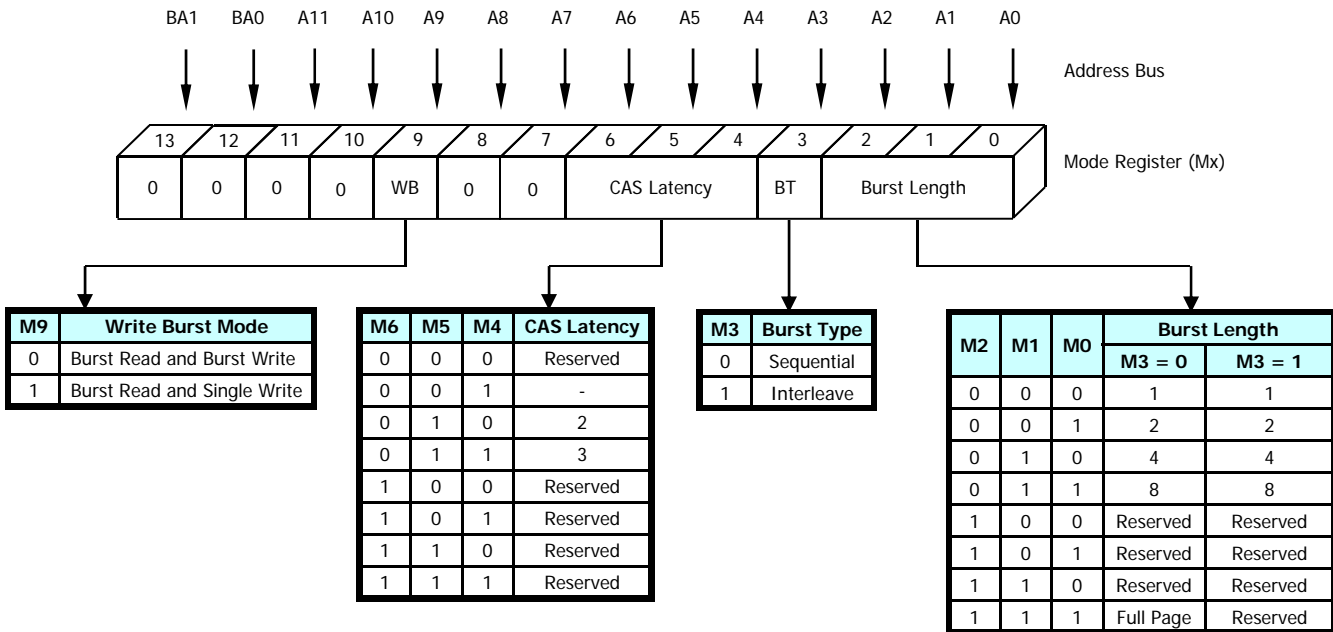 BA1 BA0 A11 A10 A9 A8 A7 A6 A5 A4 A3 A2 A1 A0
Address Bus
13 12 11 10 9 8 7 6 5 4 3 2 1 0
Mode Register (Mx)
0 0 0 0 WB 0 0 CAS Latency BT Burst Length
M9 Write Burst Mode
0 Burst Read and Burst Write
1 Burst Read and Single Write
M6 M5 M4 CAS Latency
0 0 0 Reserved
0 0 1 -
0 1 0 2
0 1 1 3
1 0 0 Reserved
1 0 1 Reserved
1 1 0 Reserved
1 1 1 Reserved
M3 Burst Type
0 Sequential
1 Interleave
M2 M1 M0 Burst Length
M3 = 0 M3 = 1
0 0 0 1 1
0 0 1 2 2
0 1 0 4 4
0 1 1 8 8
1 0 0 Reserved Reserved
1 0 1 Reserved Reserved
1 1 0 Reserved Reserved
1 1 1 Full Page Reserved